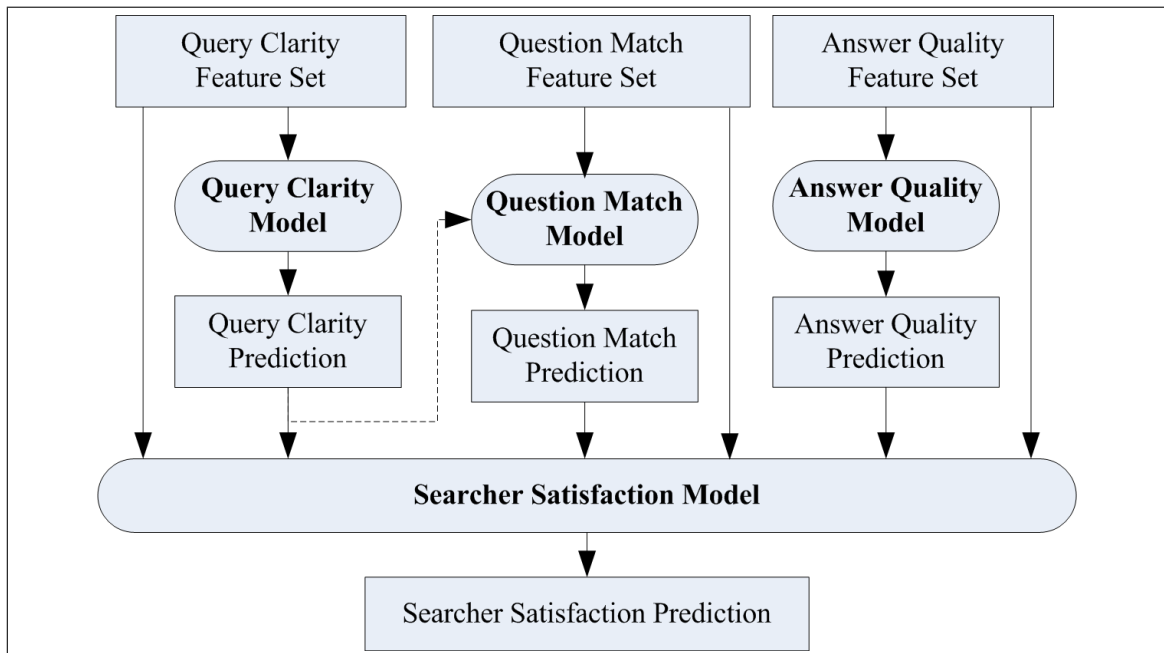 Query Clarity
Feature Set
Question Match
Feature Set
Answer Quality
Feature Set
Query Clarity
Model
Question Match
Model
Answer Quality
Model
Query Clarity
Prediction
Question Match
Prediction
Answer Quality
Prediction
Searcher Satisfaction Model
Searcher Satisfaction Prediction